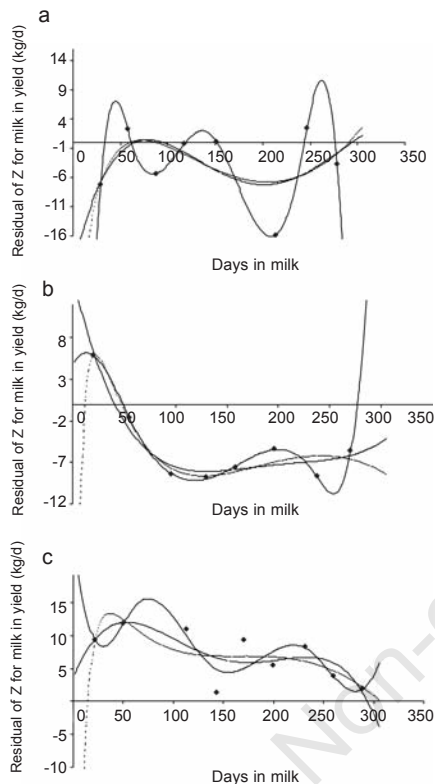 a
Residual of Z for milk in yield (kg/d)
14
9
4
-1
-6
-11
-16
0 50 100 150 200 250 300 350
Days in milk
b
Residual of Z for milk in yield (kg/d)
8
3
-2
-7
-12
0 50 100 150 200 250 300 350
Days in milk
c
Residual of Z for milk in yield (kg/d)
15
10
5
0
-5
-10
0 50 100 150 200 250 300 350
Days in milk
Non-